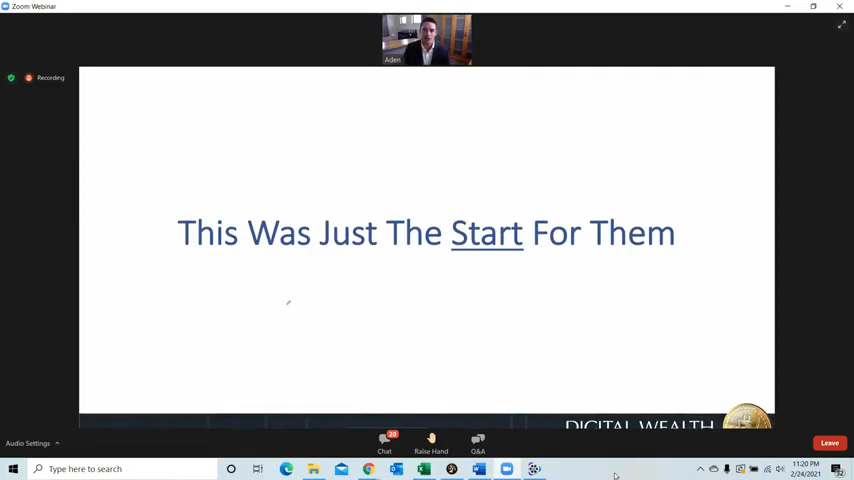 Zoom Webinar
Aden
Recording
This Was Just The Start For Them
DIGITAL WEALTH
Audio Settings
20
Chat
Raise Hand
Q&A
Leave
Type here to search
11:20 PM
2/24/2021